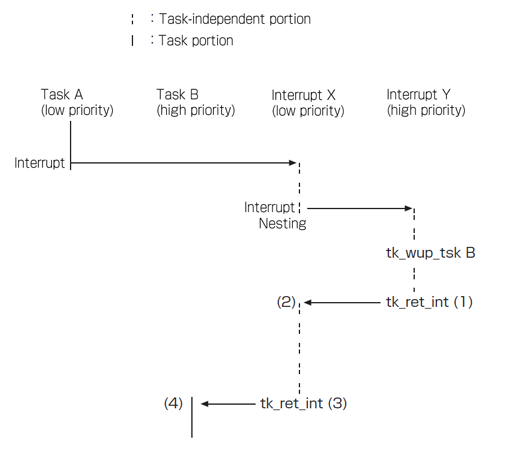 : Task-independent portion
: Task portion
Task A
(low priority)
Task B
(high priority)
Interrupt X
(low priority)
Interrupt Y
(high priority)
Interrupt
Interrupt
Nesting
tk_wup_tsk B
(2)
tk_ret_int (1)
(4)
tk_ret_int (3)